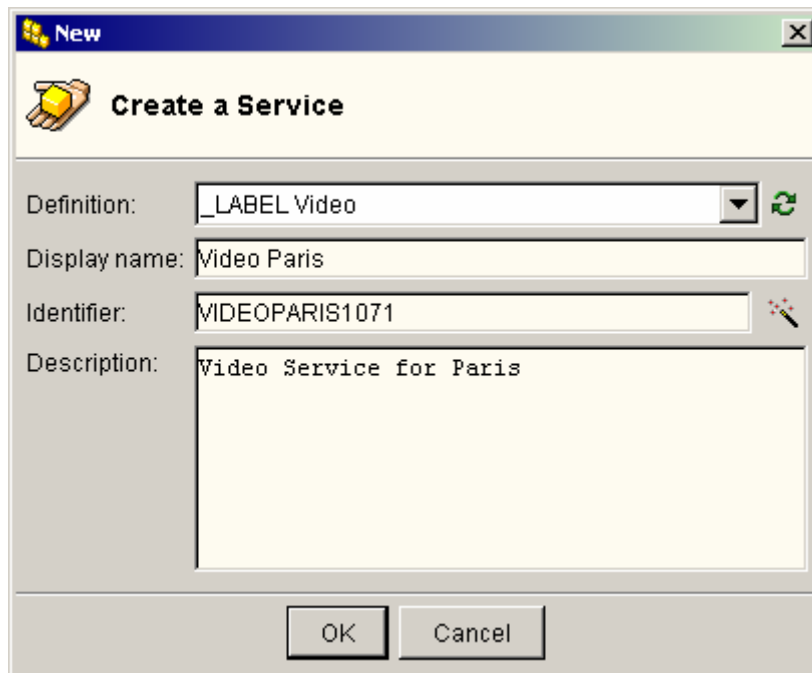 New
Create a Service
Definition: _LABEL Video
Display name: Video Paris
Identifier: VIDEOPARIS1071
Description: Video Service for Paris
OK Cancel